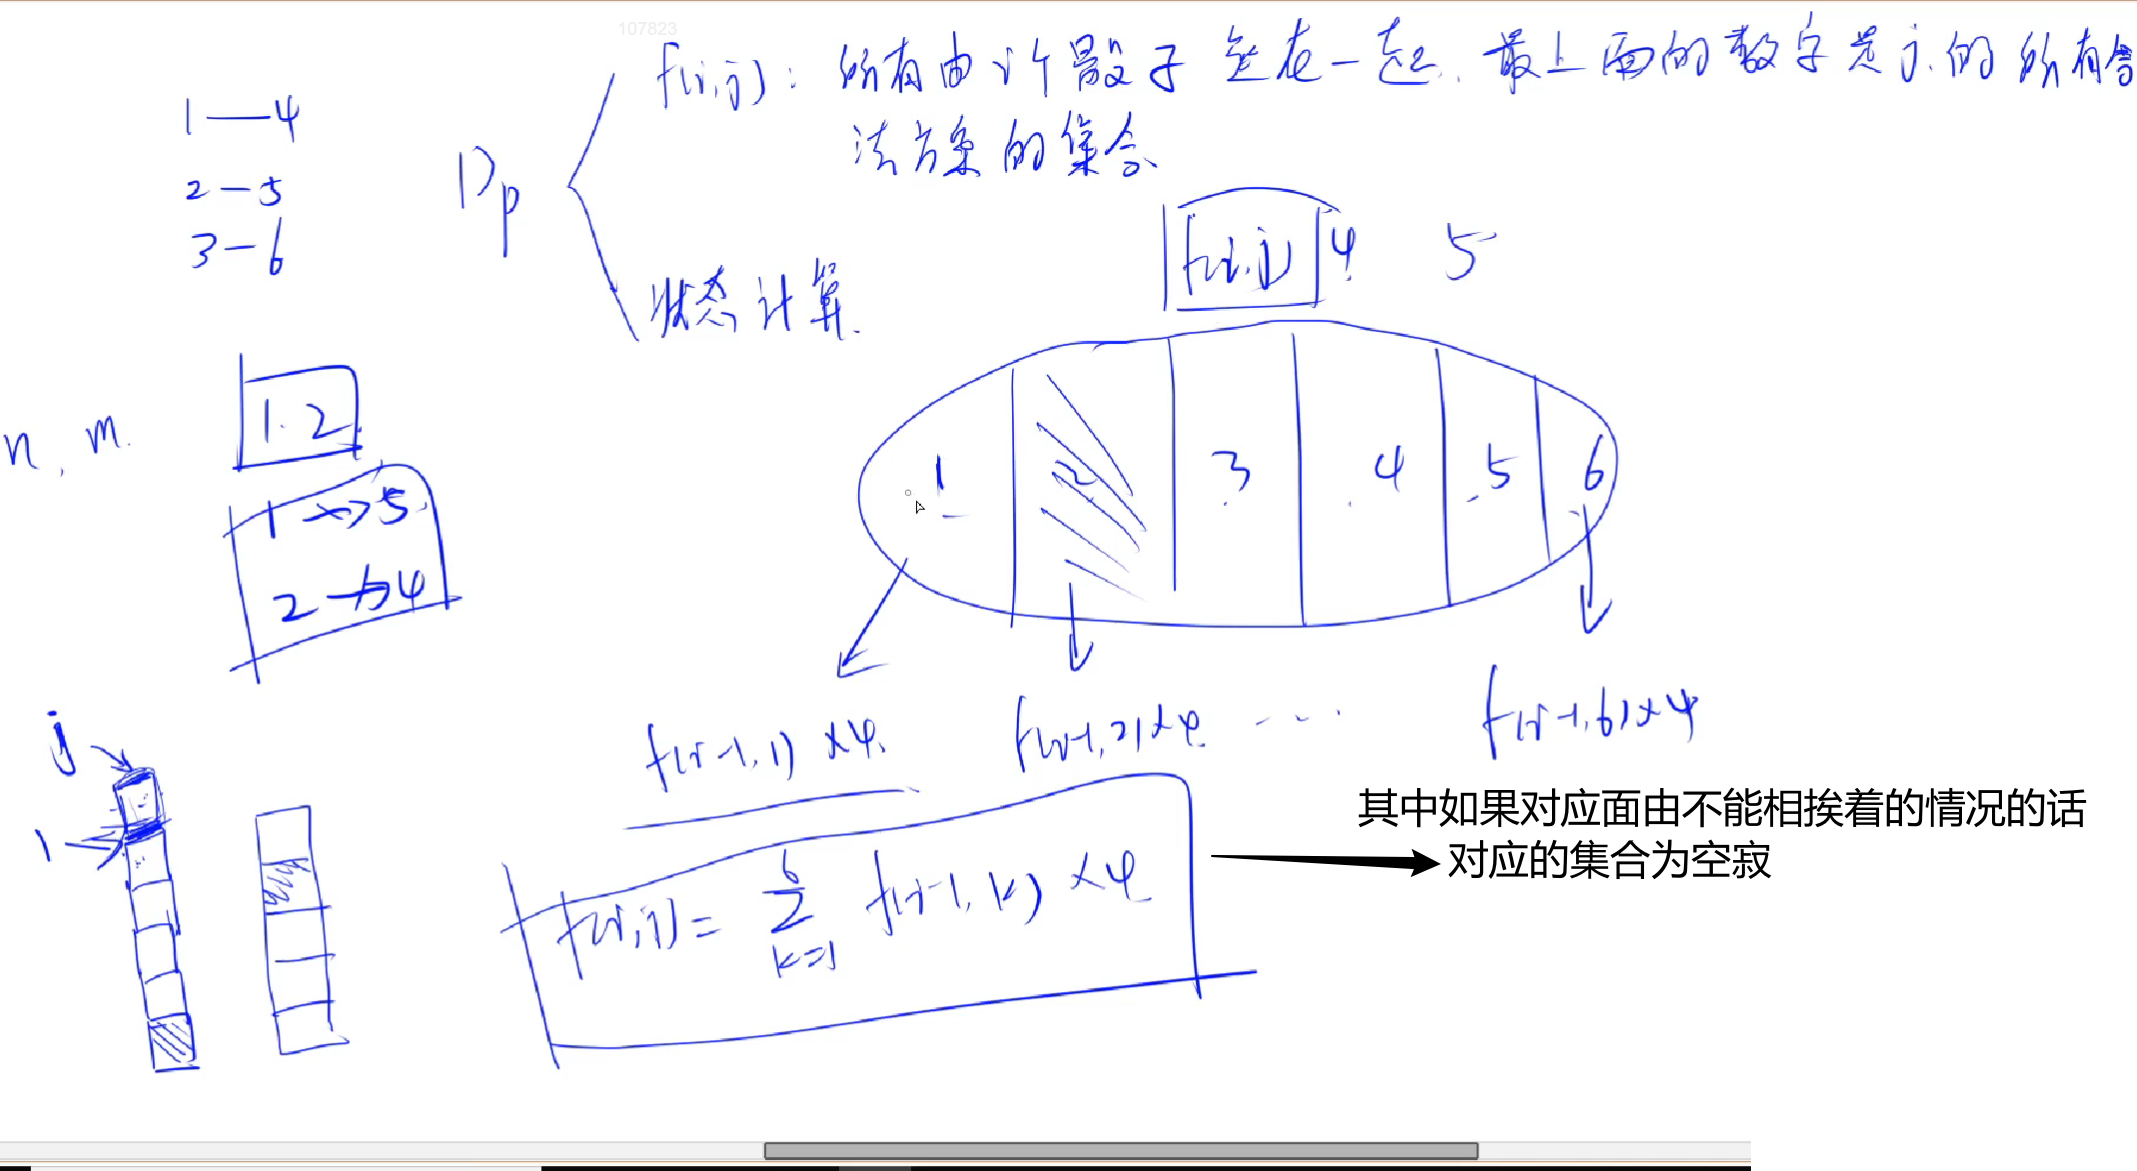 107823
f(i,j): 所有由i个骰子垒在一起,最上面的数字是j的所有合
法方案的集合
1—4
2—5
3—6
Dp
f(i,j) 4 5
状态计算.
n, m.
1. 2
1 → 5.
2 → 4
1 2 3 4 5 6
f(i-1,1) ×4. f(i-1,2)×4 ... f(i-1,6)×4
j
1
其中如果对应面由不能相挨着的情况的话
对应的集合为空寂
f(i,j) = 6 Σ k=1 f(i-1, k) ×4